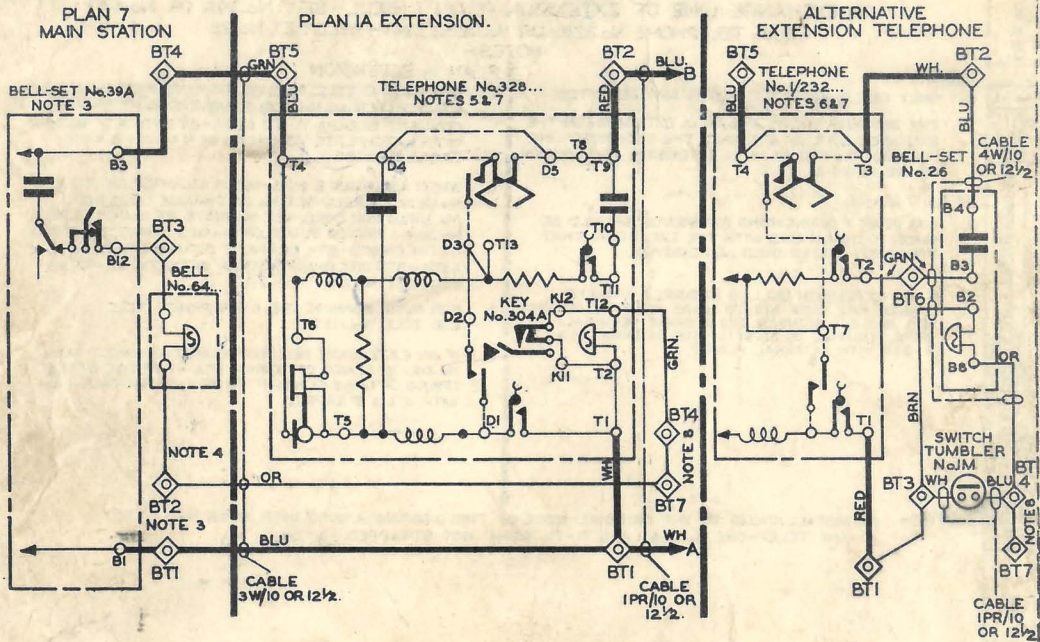 PLAN 7
MAIN STATION
BT4
BELL-SET No.39A
NOTE 3
B3
B12
BT3
BELL
No.64...
NOTE 4
BT2
NOTE 3
B1
BT1
PLAN 1A EXTENSION.
BT5
GRN
BLU
TELEPHONE No.328...
NOTES 5 & 7
BT2
BLU.
B
RED
T4
D4
D5
T8
T9
D3
T13
T10
T11
D2
KEY
No.304A
K12
T12
K11
T2
T6
T5
D1
T1
GRN.
BT4
NOTE 8
BT7
OR
WH
BLU
BT1
WH
A
CABLE
3W/10 OR 12½.
CABLE
1PR/10 OR
12½.
ALTERNATIVE
EXTENSION TELEPHONE
BT5
BLU
TELEPHONE
No.1/232...
NOTES 6 & 7
WH.
BT2
BLU
CABLE
4W/10
OR 12½
T4
T3
BELL-SET
No.26
B4
GRN
T2
BT6
B3
B2
T7
B8
OR
BRN
T1
SWITCH
TUMBLER
No.1M
BT3
WH
BLU
BT
4
RED
NOTE 8
BT7
BT1
CABLE
1PR/10
OR 12½